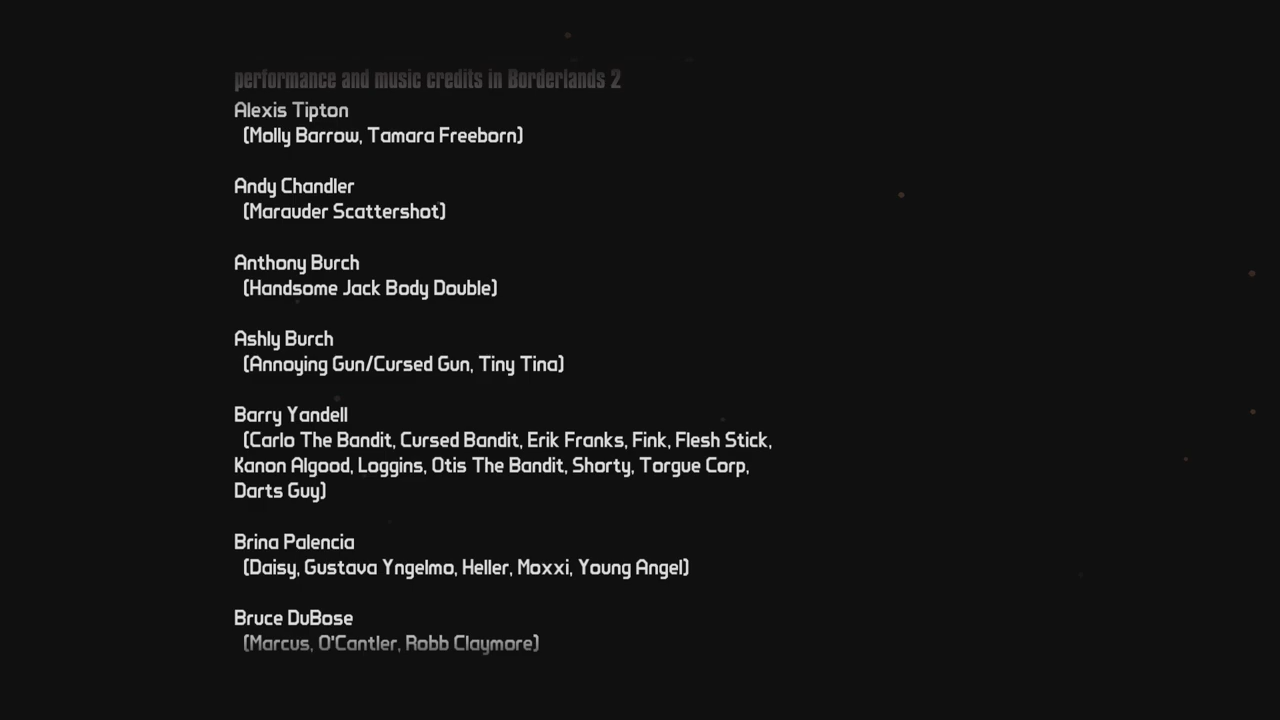 performance and music credits in Borderlands 2
Alexis Tipton
(Molly Barrow, Tamara Freeborn)
Andy Chandler
(Marauder Scattershot)
Anthony Burch
(Handsome Jack Body Double)
Ashly Burch
(Annoying Gun/Cursed Gun, Tiny Tina)
Barry Yandell
(Carlo The Bandit, Cursed Bandit, Erik Franks, Fink, Flesh Stick,
Kanon Algood, Loggins, Otis The Bandit, Shorty, Torgue Corp,
Darts Guy)
Brina Palencia
(Daisy, Gustava Yngelmo, Heller, Moxxi, Young Angel)
Bruce DuBose
(Marcus, O'Cantler, Robb Claymore)